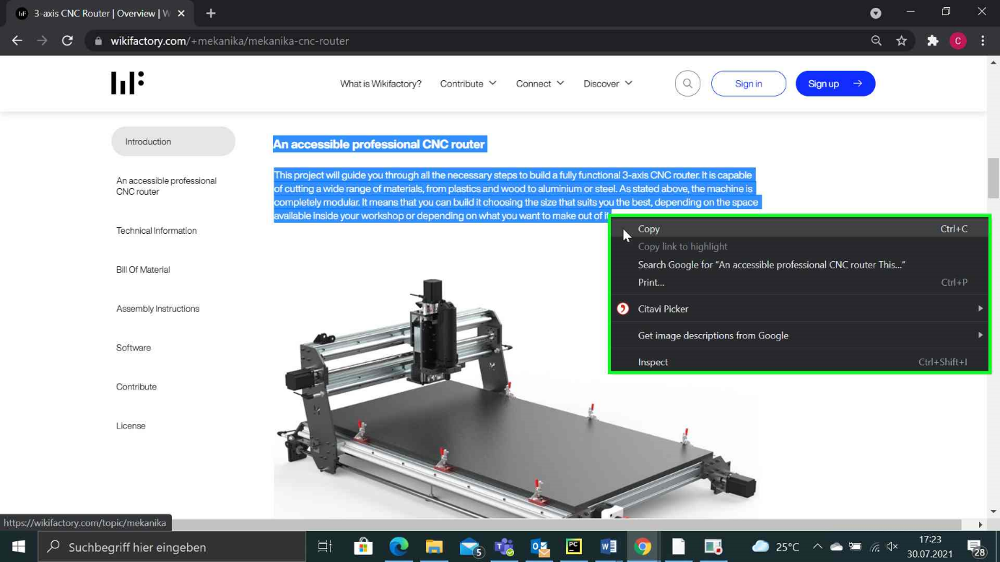 3-axis CNC Router | Overview | W
wikifactory.com/+mekanika/mekanika-cnc-router
C
What is Wikifactory?
Contribute
Connect
Discover
Sign in
Sign up
Introduction
An accessible professional
CNC router
Technical Information
Bill Of Material
Assembly Instructions
Software
Contribute
License
An accessible professional CNC router
This project will guide you through all the necessary steps to build a fully functional 3-axis CNC router. It is capable
of cutting a wide range of materials, from plastics and wood to aluminium or steel. As stated above, the machine is
completely modular. It means that you can build it choosing the size that suits you the best, depending on the space
available inside your workshop or depending on what you want to make out of it
Copy Ctrl+C
Copy link to highlight
Search Google for “An accessible professional CNC router This...”
Print... Ctrl+P
Citavi Picker
Get image descriptions from Google
Inspect Ctrl+Shift+I
https://wikifactory.com/topic/mekanika
Suchbegriff hier eingeben
5
PC
25°C
17:23
30.07.2021
28